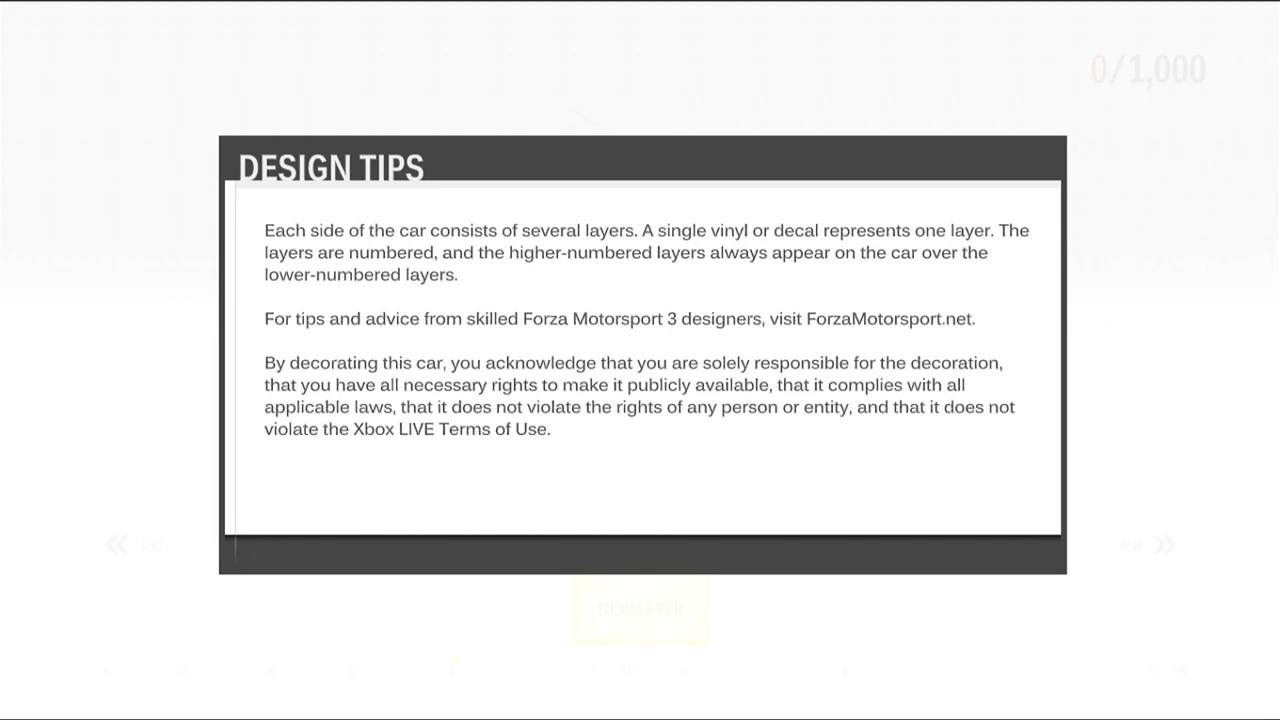 0/1,000
DESIGN TIPS
Each side of the car consists of several layers. A single vinyl or decal represents one layer. The
layers are numbered, and the higher-numbered layers always appear on the car over the
lower-numbered layers.
For tips and advice from skilled Forza Motorsport 3 designers, visit ForzaMotorsport.net.
By decorating this car, you acknowledge that you are solely responsible for the decoration,
that you have all necessary rights to make it publicly available, that it complies with all
applicable laws, that it does not violate the rights of any person or entity, and that it does not
violate the Xbox LIVE Terms of Use.
NEW LAYER